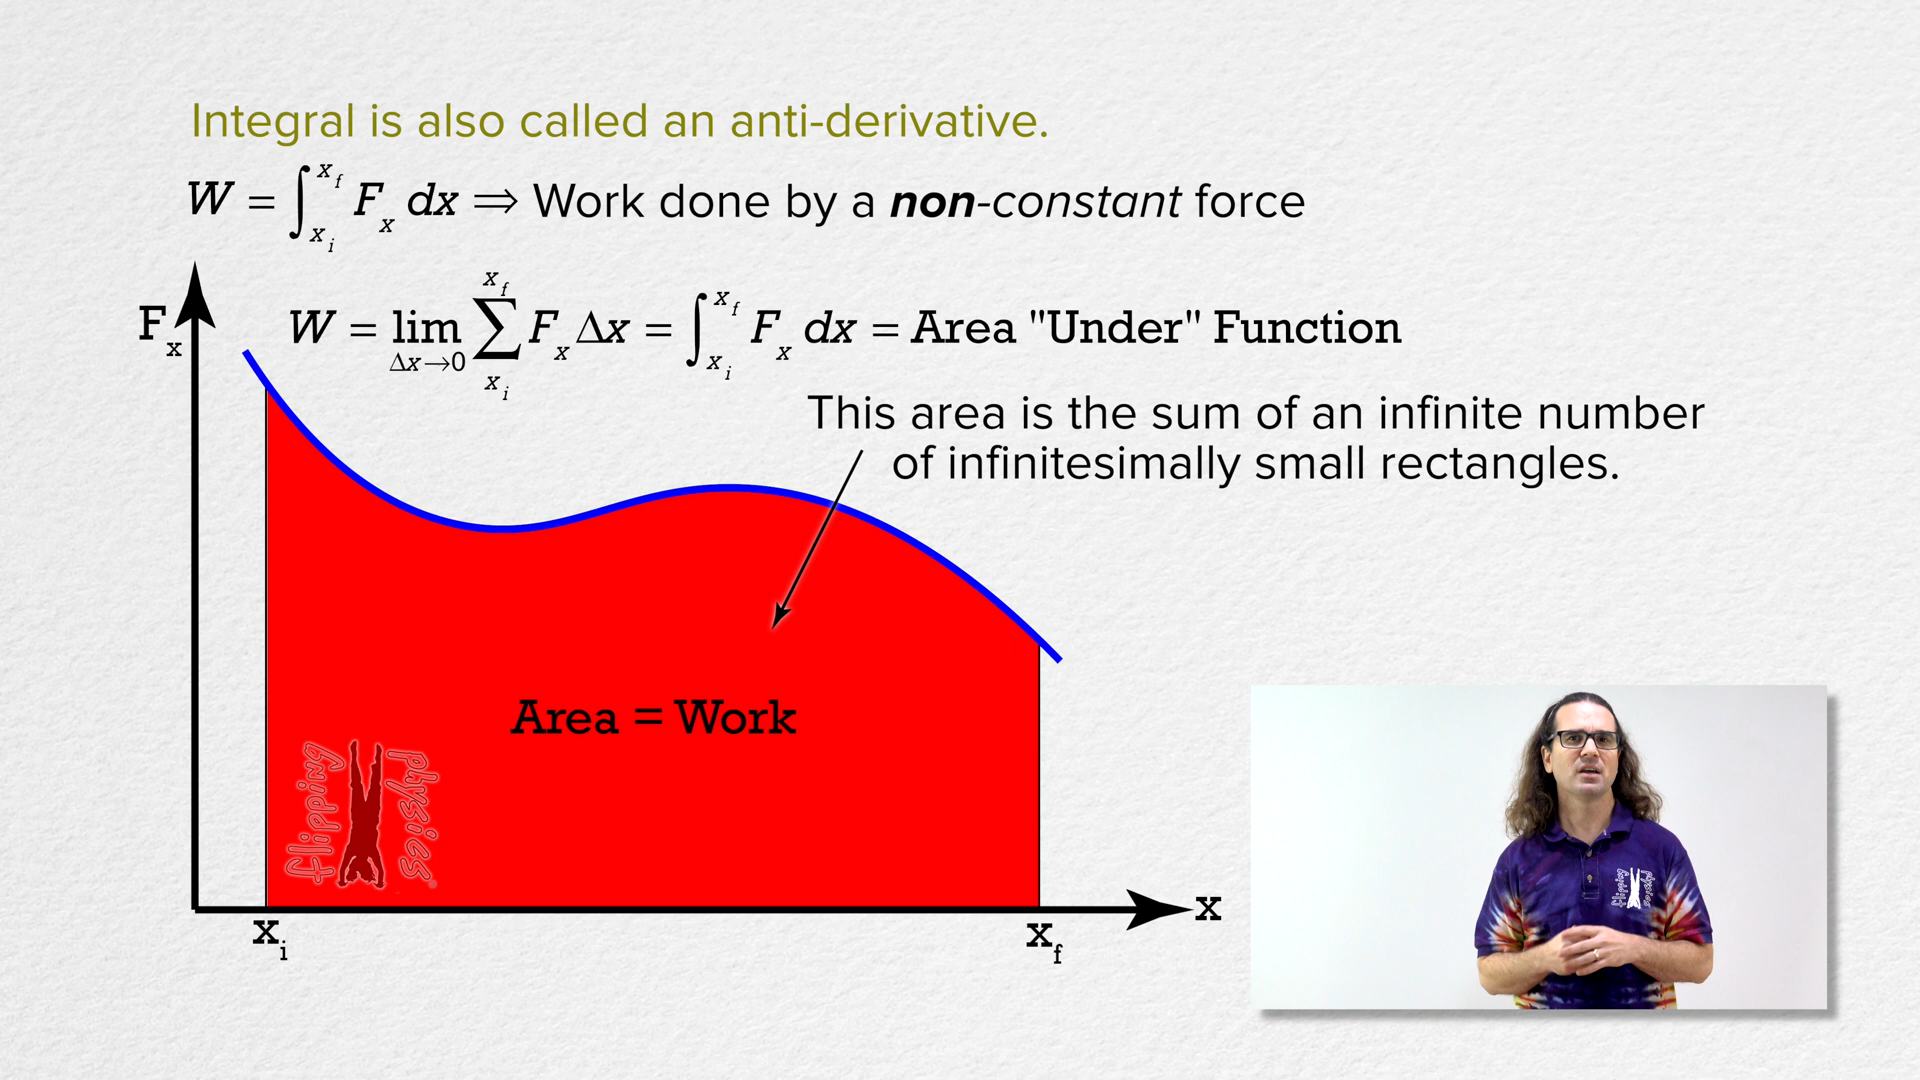 Integral is also called an anti-derivative.
W = ∫_{x_i}^{x_f} F_x dx ⇒ Work done by a non-constant force
W = lim_{Δx→0} ∑_{x_i}^{x_f} F_x Δx = ∫_{x_i}^{x_f} F_x dx = Area "Under" Function
F_x
This area is the sum of an infinite number
of infinitesimally small rectangles.
Area = Work
flipping physics®
flipping physics
x
x_i
x_f